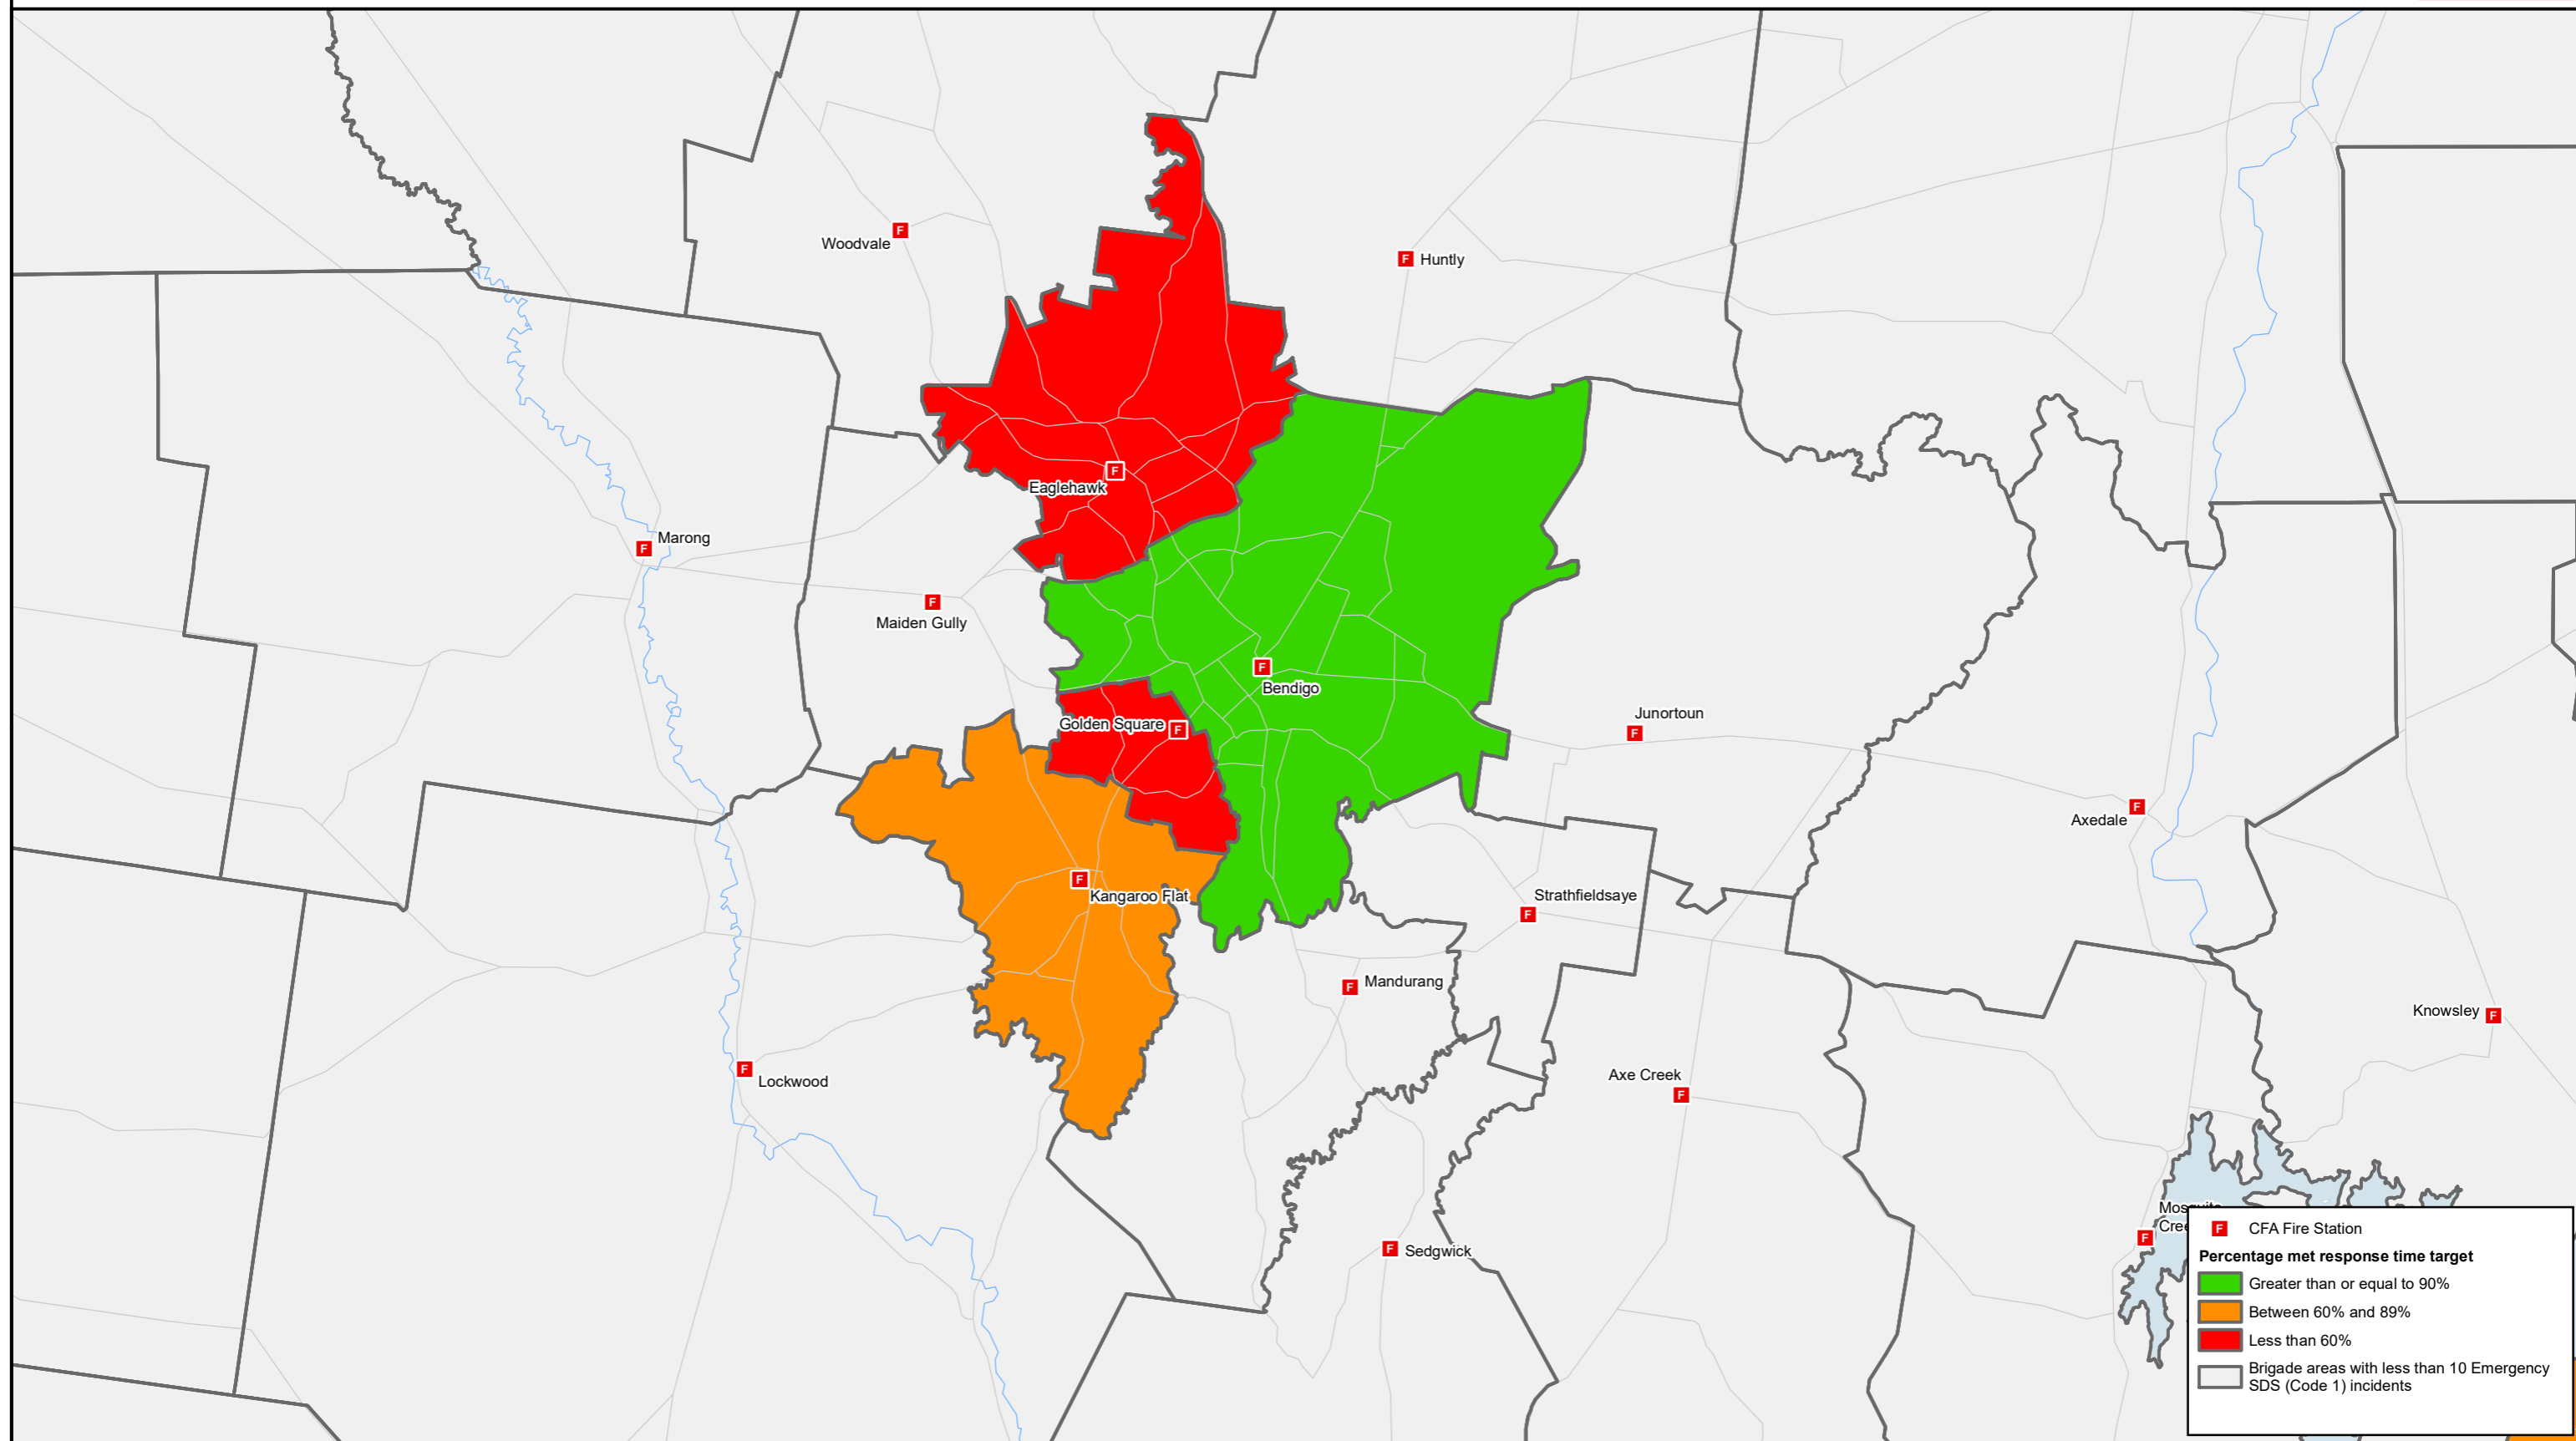 F
Woodvale
F
Huntly
F
Eaglehawk
F
Marong
F
Maiden Gully
F
Bendigo
Golden Square
F
Junortoun
F
Axedale
F
F
Kangaroo Flat
Strathfieldsaye
F
F
Mandurang
Knowsley
F
F
Lockwood
Axe Creek
F
F
Sedgwick
F
F
CFA Fire Station
Percentage met response time target
Greater than or equal to 90%
Between 60% and 89%
Less than 60%
Brigade areas with less than 10 Emergency
SDS (Code 1) incidents